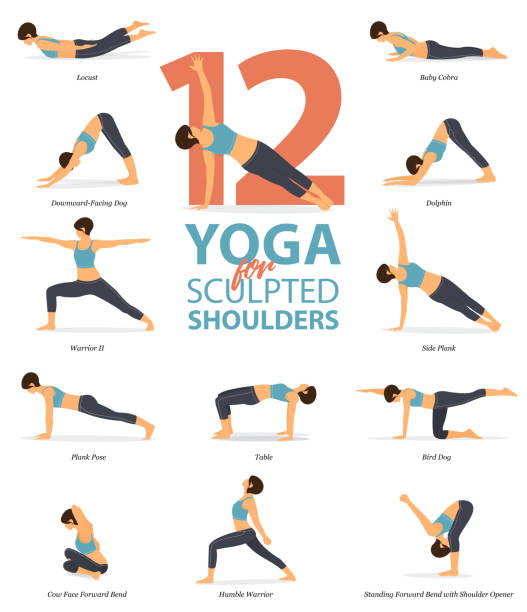 12
Locust
Baby Cobra
Downward-Facing Dog
Dolphin
YOGA
for
SCULPTED
SHOULDERS
Warrior II
Side Plank
Plank Pose
Table
Bird Dog
Cow Face Forward Bend
Humble Warrior
Standing Forward Bend with Shoulder Opener